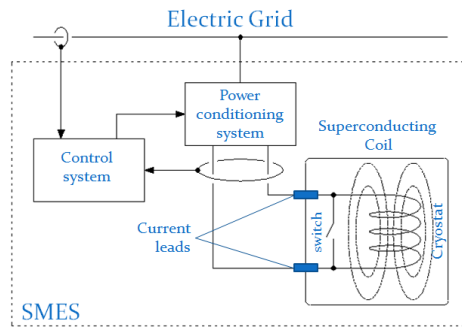 Electric Grid
Power
conditioning
system
Superconducting
Coil
Control
system
Current
leads
switch
Cryostat
SMES